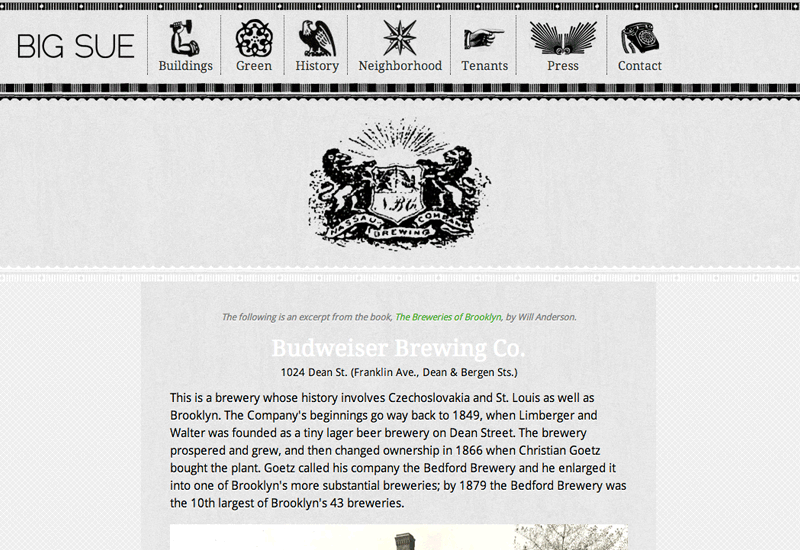 BIG SUE
Buildings
Green
History
Neighborhood
Tenants
Press
Contact
NASSAU BREWING COMPANY
The following is an excerpt from the book, The Breweries of Brooklyn, by Will Anderson.
Budweiser Brewing Co.
1024 Dean St. (Franklin Ave., Dean & Bergen Sts.)
This is a brewery whose history involves Czechoslovakia and St. Louis as well as
Brooklyn. The Company's beginnings go way back to 1849, when Limberger and
Walter was founded as a tiny lager beer brewery on Dean Street. The brewery
prospered and grew, and then changed ownership in 1866 when Christian Goetz
bought the plant. Goetz called his company the Bedford Brewery and he enlarged it
into one of Brooklyn's more substantial breweries; by 1879 the Bedford Brewery was
the 10th largest of Brooklyn's 43 breweries.